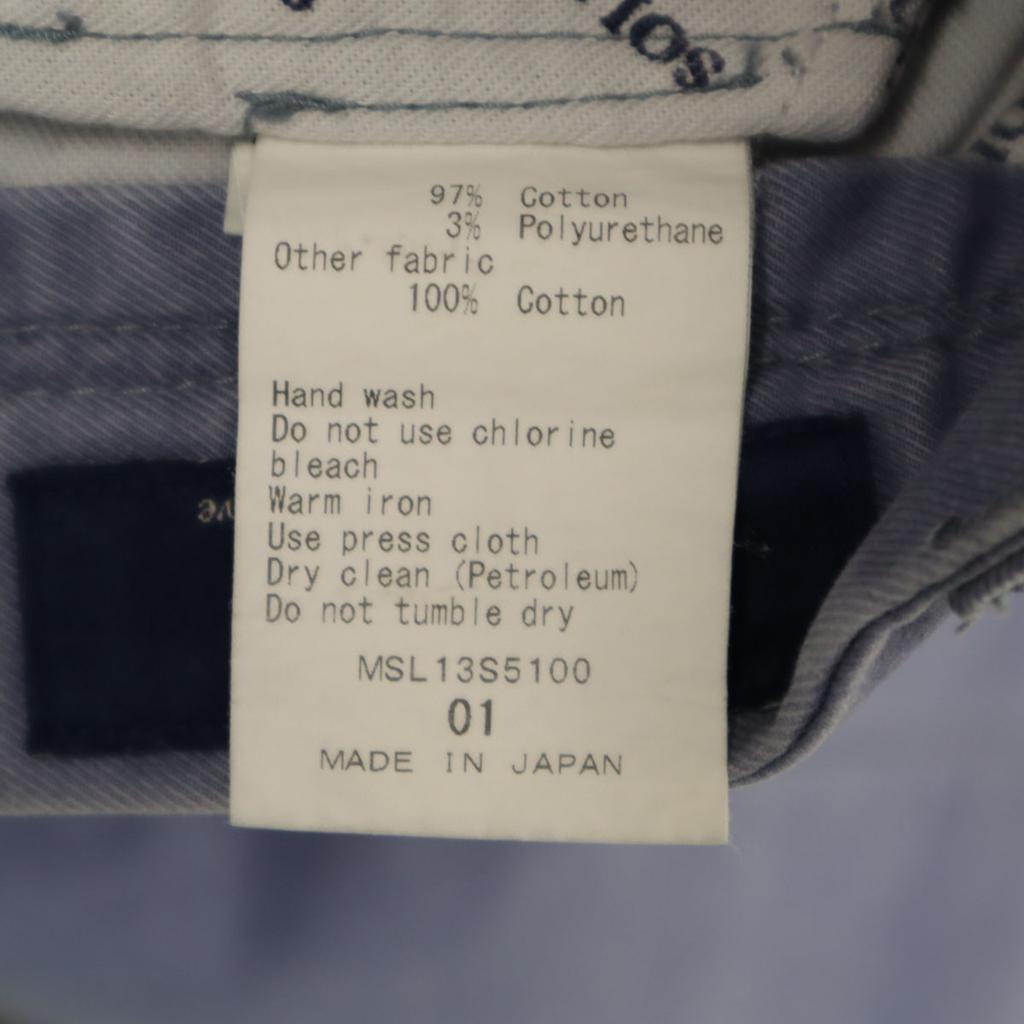 97% Cotton
3% Polyurethane
Other fabric
100% Cotton
Hand wash
Do not use chlorine
bleach
Warm iron
Use press cloth
Dry clean (Petroleum)
Do not tumble dry
MSL13S5100
01
MADE IN JAPAN